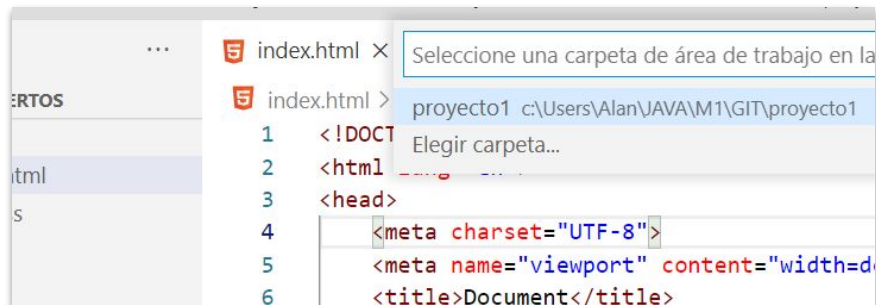 ...
index.html ×
Seleccione una carpeta de área de trabajo en la
ERTOS
index.html >
proyecto1 c:\Users\Alan\JAVA\M1\GIT\proyecto1
Elegir carpeta...
1 <!DOCT
2 <html
tml
3 <head>
s
4 <meta charset="UTF-8">
5 <meta name="viewport" content="width=d
6 <title>Document</title>